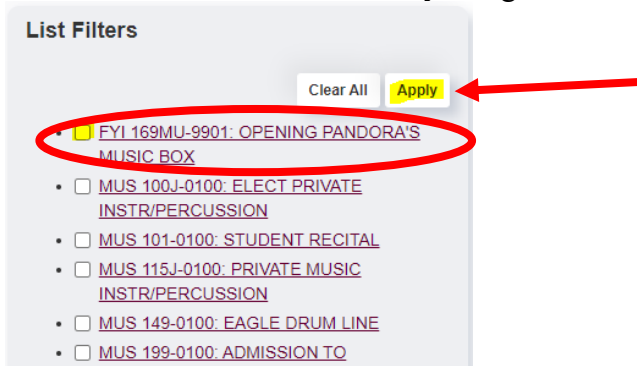 List Filters
Clear All Apply
FYI 169MU-9901: OPENING PANDORA'S
MUSIC BOX
MUS 100J-0100: ELECT PRIVATE
INSTR/PERCUSSION
MUS 101-0100: STUDENT RECITAL
MUS 115J-0100: PRIVATE MUSIC
INSTR/PERCUSSION
MUS 149-0100: EAGLE DRUM LINE
MUS 199-0100: ADMISSION TO